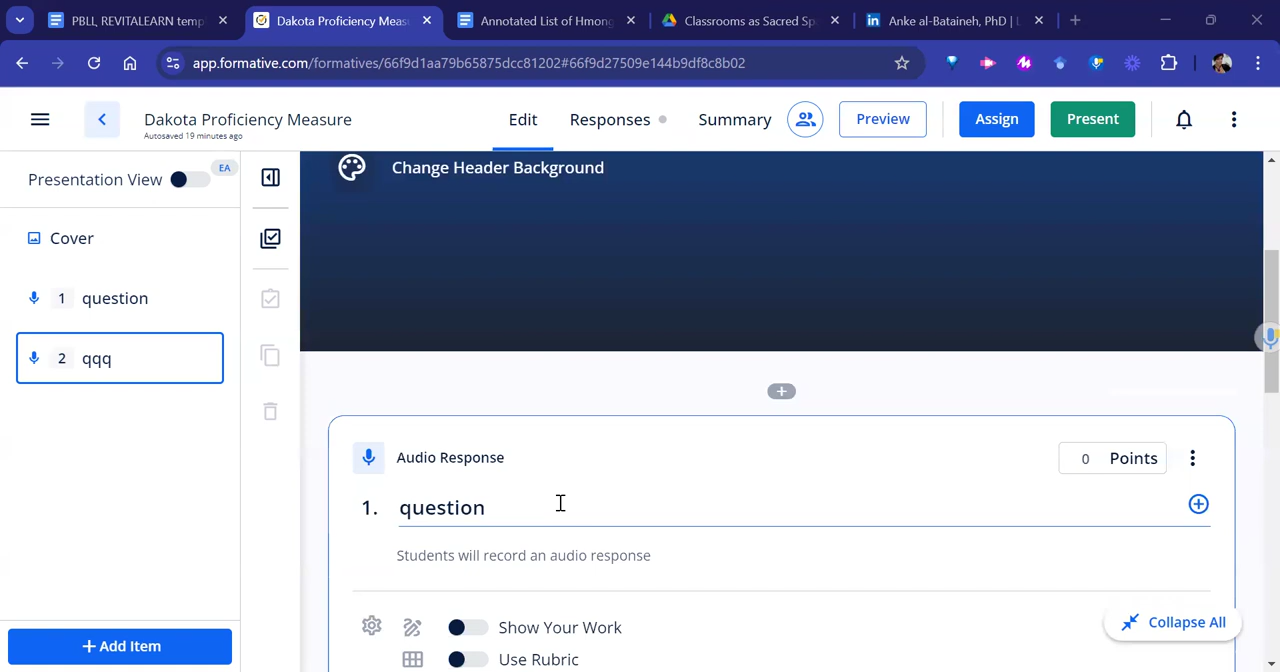 PBLL, REVITALEARN temp
Dakota Proficiency Measu
Annotated List of Hmong
Classrooms as Sacred Sp
Anke al-Bataineh, PhD |
app.formative.com/formatives/66f9d1aa79b65875dcc81202#66f9d27509e144b9df8c8b02
Dakota Proficiency Measure
Autosaved 19 minutes ago
Edit
Responses
Summary
Preview
Assign
Present
Presentation View
EA
Change Header Background
Cover
1 question
2 qqq
Audio Response
0 Points
1. question
Students will record an audio response
Show Your Work
Use Rubric
Collapse All
+ Add Item